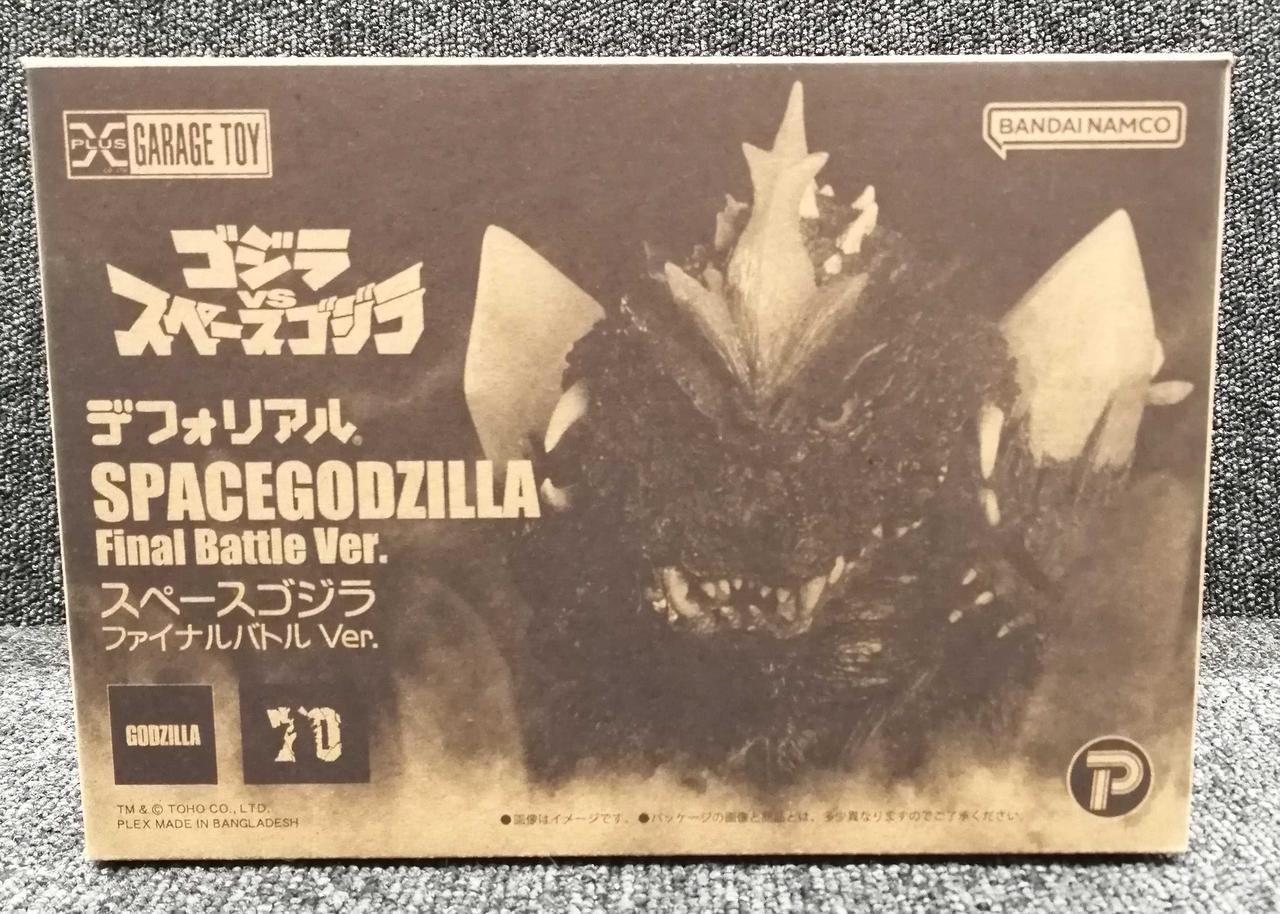 X PLUS
GARAGE TOY
BANDAI NAMCO
ゴジラ
VS
スペースゴジラ
デフォリアル®
SPACEGODZILLA
Final Battle Ver.
スペースゴジラ
ファイナルバトル Ver.
GODZILLA
70
TM & © TOHO CO., LTD.
PLEX MADE IN BANGLADESH
●画像はイメージです。 ●パッケージの画像と商品とは、多少異なりますのでご了承ください。
P